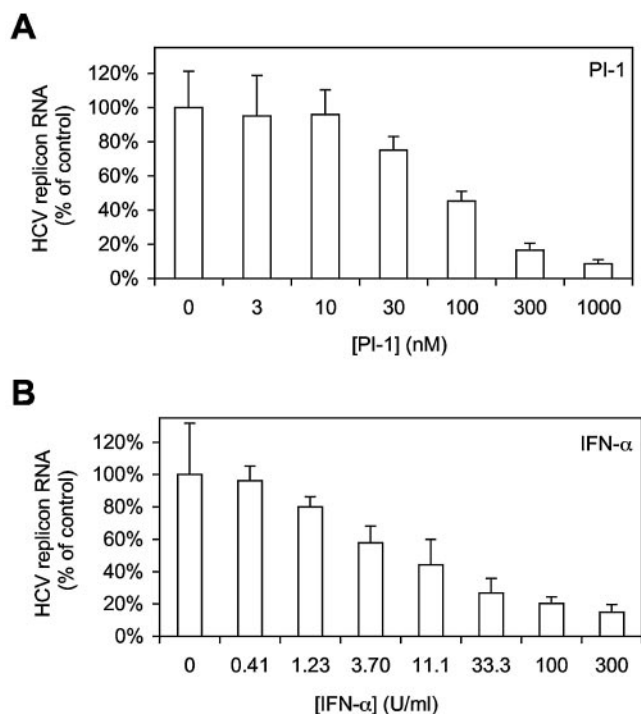 A
PI-1
120%
100%
80%
60%
40%
20%
0%
HCV replicon RNA
(% of control)
0 3 10 30 100 300 1000
[PI-1] (nM)
B
IFN-α
120%
100%
80%
60%
40%
20%
0%
HCV replicon RNA
(% of control)
0 0.41 1.23 3.70 11.1 33.3 100 300
[IFN-α] (U/ml)